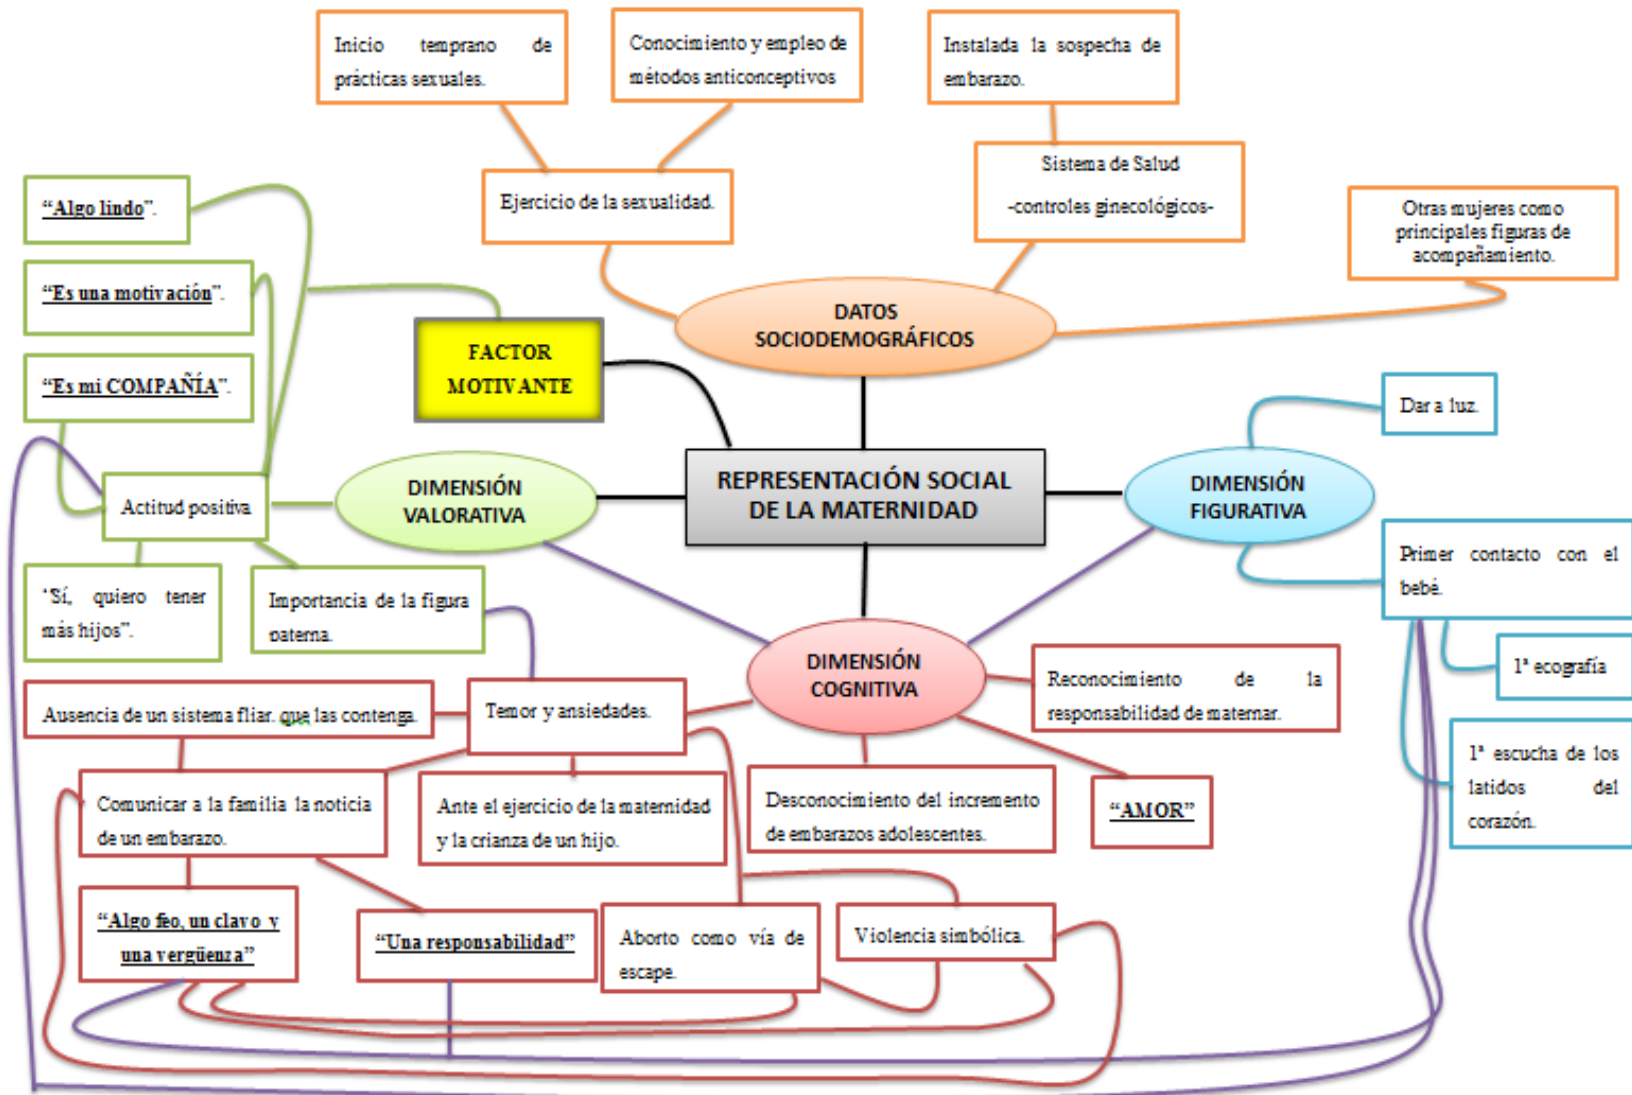 Inicio temprano de
prácticas sexuales.
Conocimiento y empleo de
métodos anticonceptivos
Instalada la sospecha de
embarazo.
Ejercicio de la sexualidad.
Sistema de Salud
-controles ginecológicos-
Otras mujeres como
principales figuras de
acompañamiento.
“Algo lindo”.
“Es una motivación”.
“Es mi COMPAÑÍA”.
FACTOR
MOTIVANTE
DATOS
SOCIODEMOGRÁFICOS
Dar a luz.
Actitud positiva
DIMENSIÓN
VALORATIVA
REPRESENTACIÓN SOCIAL
DE LA MATERNIDAD
DIMENSIÓN
FIGURATIVA
“Sí, quiero tener
más hijos”.
Importancia de la figura
paterna.
Primer contacto con el
bebé.
DIMENSIÓN
COGNITIVA
1ª ecografía
Reconocimiento de la
responsabilidad de maternar.
Ausencia de un sistema fliar. que las contenga.
Temor y ansiedades.
1ª escucha de los
latidos del
corazón.
Comunicar a la familia la noticia
de un embarazo.
Ante el ejercicio de la maternidad
y la crianza de un hijo.
Desconocimiento del incremento
de embarazos adolescentes.
“AMOR”
“Algo feo, un clavo y
una vergüenza”
“Una responsabilidad”
Aborto como vía de
escape.
Violencia simbólica.